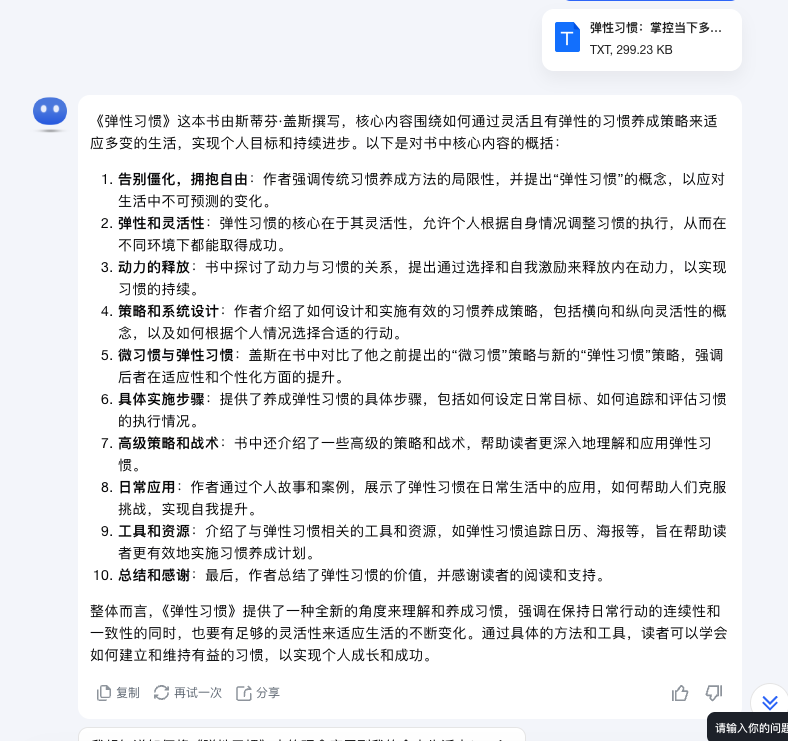 弹性习惯：掌控当下多...
TXT, 299.23 KB
《弹性习惯》这本书由斯蒂芬·盖斯撰写，核心内容围绕如何通过灵活且有弹性的习惯养成策略来适
应多变的生活，实现个人目标和持续进步。以下是对书中核心内容的概括：
1. 告别僵化，拥抱自由：作者强调传统习惯养成方法的局限性，并提出“弹性习惯”的概念，以应对
生活中不可预测的变化。
2. 弹性和灵活性：弹性习惯的核心在于其灵活性，允许个人根据自身情况调整习惯的执行，从而在
不同环境下都能取得成功。
3. 动力的释放：书中探讨了动力与习惯的关系，提出通过选择和自我激励来释放内在动力，以实现
习惯的持续。
4. 策略和系统设计：作者介绍了如何设计和实施有效的习惯养成策略，包括横向和纵向灵活性的概
念，以及如何根据个人情况选择合适的行动。
5. 微习惯与弹性习惯：盖斯在书中对比了他之前提出的“微习惯”策略与新的“弹性习惯”策略，强调
后者在适应性和个性化方面的提升。
6. 具体实施步骤：提供了养成弹性习惯的具体步骤，包括如何设定日常目标、如何追踪和评估习惯
的执行情况。
7. 高级策略和战术：书中还介绍了一些高级的策略和战术，帮助读者更深入地理解和应用弹性习
惯。
8. 日常应用：作者通过个人故事和案例，展示了弹性习惯在日常生活中的应用，如何帮助人们克服
挑战，实现自我提升。
9. 工具和资源：介绍了与弹性习惯相关的工具和资源，如弹性习惯追踪日历、海报等，旨在帮助读
者更有效地实施习惯养成计划。
10. 总结和感谢：最后，作者总结了弹性习惯的价值，并感谢读者的阅读和支持。
整体而言，《弹性习惯》提供了一种全新的角度来理解和养成习惯，强调在保持日常行动的连续性和
一致性的同时，也要有足够的灵活性来适应生活的不断变化。通过具体的方法和工具，读者可以学会
如何建立和维持有益的习惯，以实现个人成长和成功。
复制 再试一次 分享
请输入你的问题